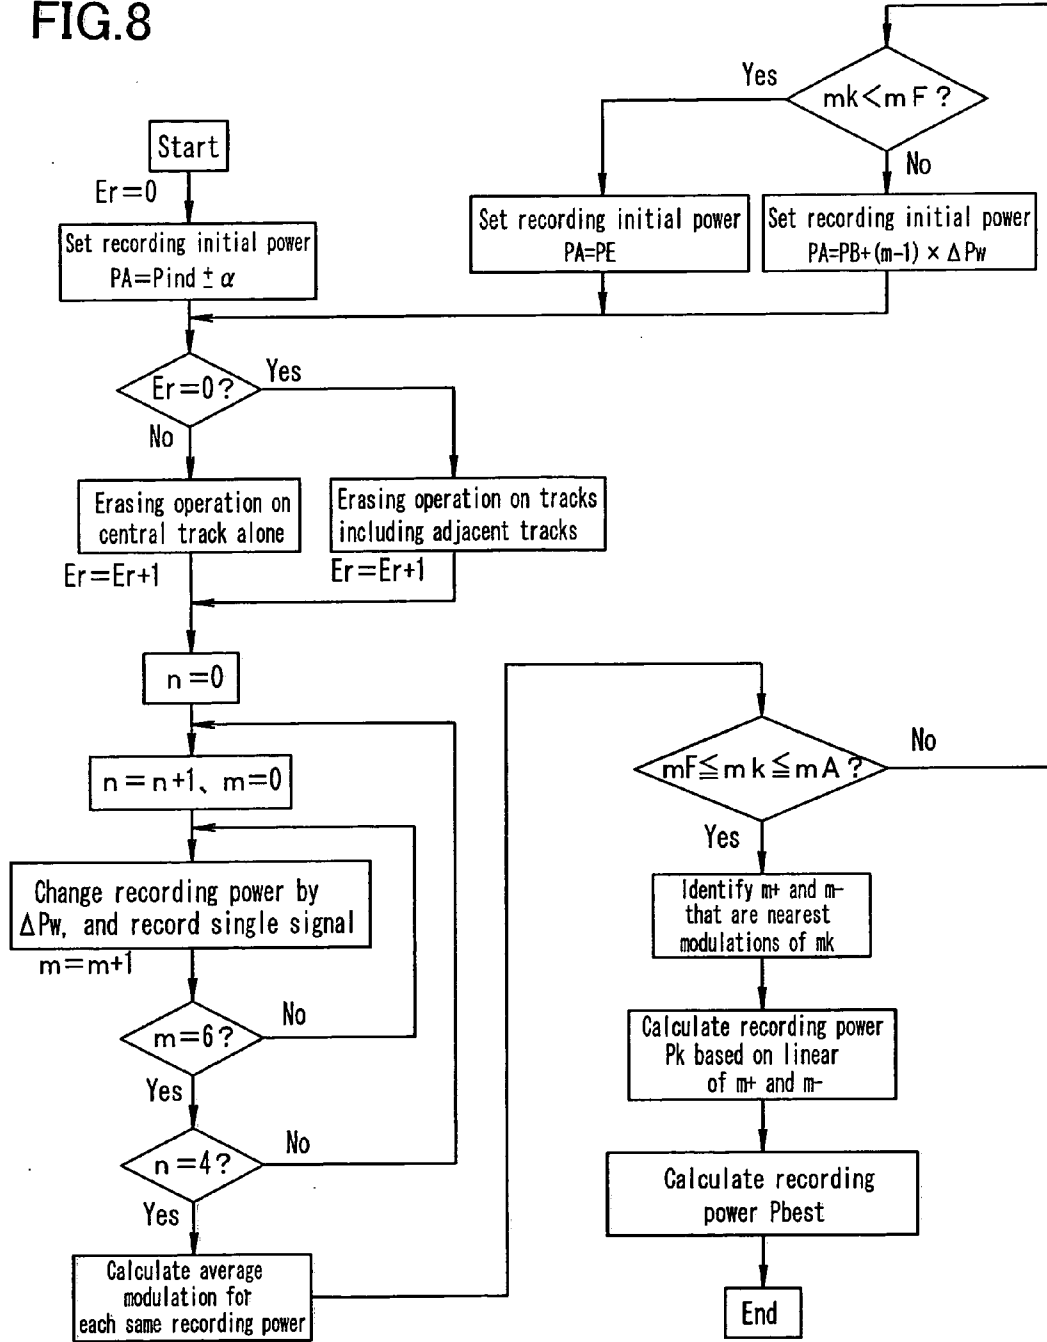 FIG.8
Start
Er=0
Set recording initial power
PA=Pind ± α
Er=0?
Yes
No
Erasing operation on
central track alone
Er=Er+1
Erasing operation on tracks
including adjacent tracks
Er=Er+1
n=0
n=n+1、m=0
Change recording power by
ΔPw, and record single signal
m=m+1
m=6?
No
Yes
n=4?
No
Yes
Calculate average
modulation for
each same recording power
mF≦mk≦mA?
No
Yes
mk<mF?
Yes
No
Set recording initial power
PA=PE
Set recording initial power
PA=PB+(m-1) × ΔPw
Identify m+ and m-
that are nearest
modulations of mk
Calculate recording power
Pk based on linear
of m+ and m-
Calculate recording
power Pbest
End